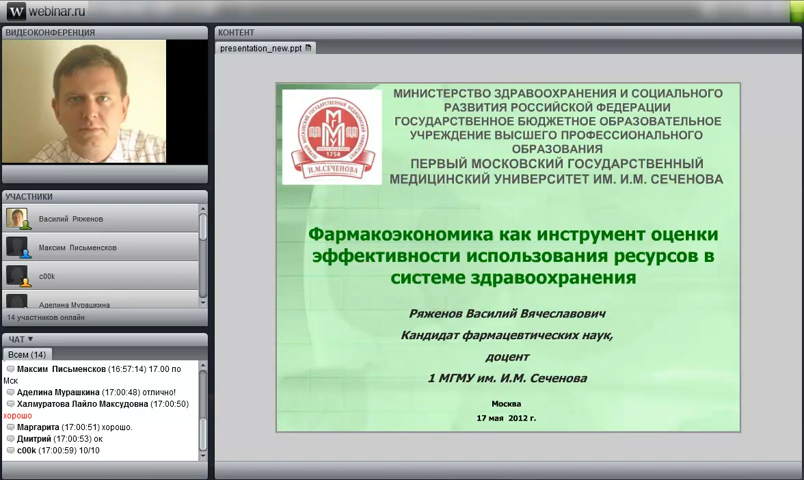 webinar.ru
ВИДЕОКОНФЕРЕНЦИЯ
УЧАСТНИКИ
Василий Ряженов
Максим Письменсков
c00k
Аделина Мурашкина
14 участников онлайн
ЧАТ
Всем (14)
Максим Письменсков (16:57:14) 17.00 по
Мск
Аделина Мурашкина (17:00:48) отлично!
Халмуратова Лайло Максудовна (17:00:50)
хорошо
Маргарита (17:00:51) хорошо.
Дмитрий (17:00:53) ок
c00k (17:00:59) 10/10
КОНТЕНТ
presentation_new.ppt
МИНИСТЕРСТВО ЗДРАВООХРАНЕНИЯ И СОЦИАЛЬНОГО
РАЗВИТИЯ РОССИЙСКОЙ ФЕДЕРАЦИИ
ГОСУДАРСТВЕННОЕ БЮДЖЕТНОЕ ОБРАЗОВАТЕЛЬНОЕ
УЧРЕЖДЕНИЕ ВЫСШЕГО ПРОФЕССИОНАЛЬНОГО
ОБРАЗОВАНИЯ
ПЕРВЫЙ МОСКОВСКИЙ ГОСУДАРСТВЕННЫЙ
МЕДИЦИНСКИЙ УНИВЕРСИТЕТ ИМ. И.М. СЕЧЕНОВА
1758
И.М.СЕЧЕНОВА
Фармакоэкономика как инструмент оценки
эффективности использования ресурсов в
системе здравоохранения
Ряженов Василий Вячеславович
Кандидат фармацевтических наук,
доцент
1 МГМУ им. И.М. Сеченова
Москва
17 мая 2012 г.